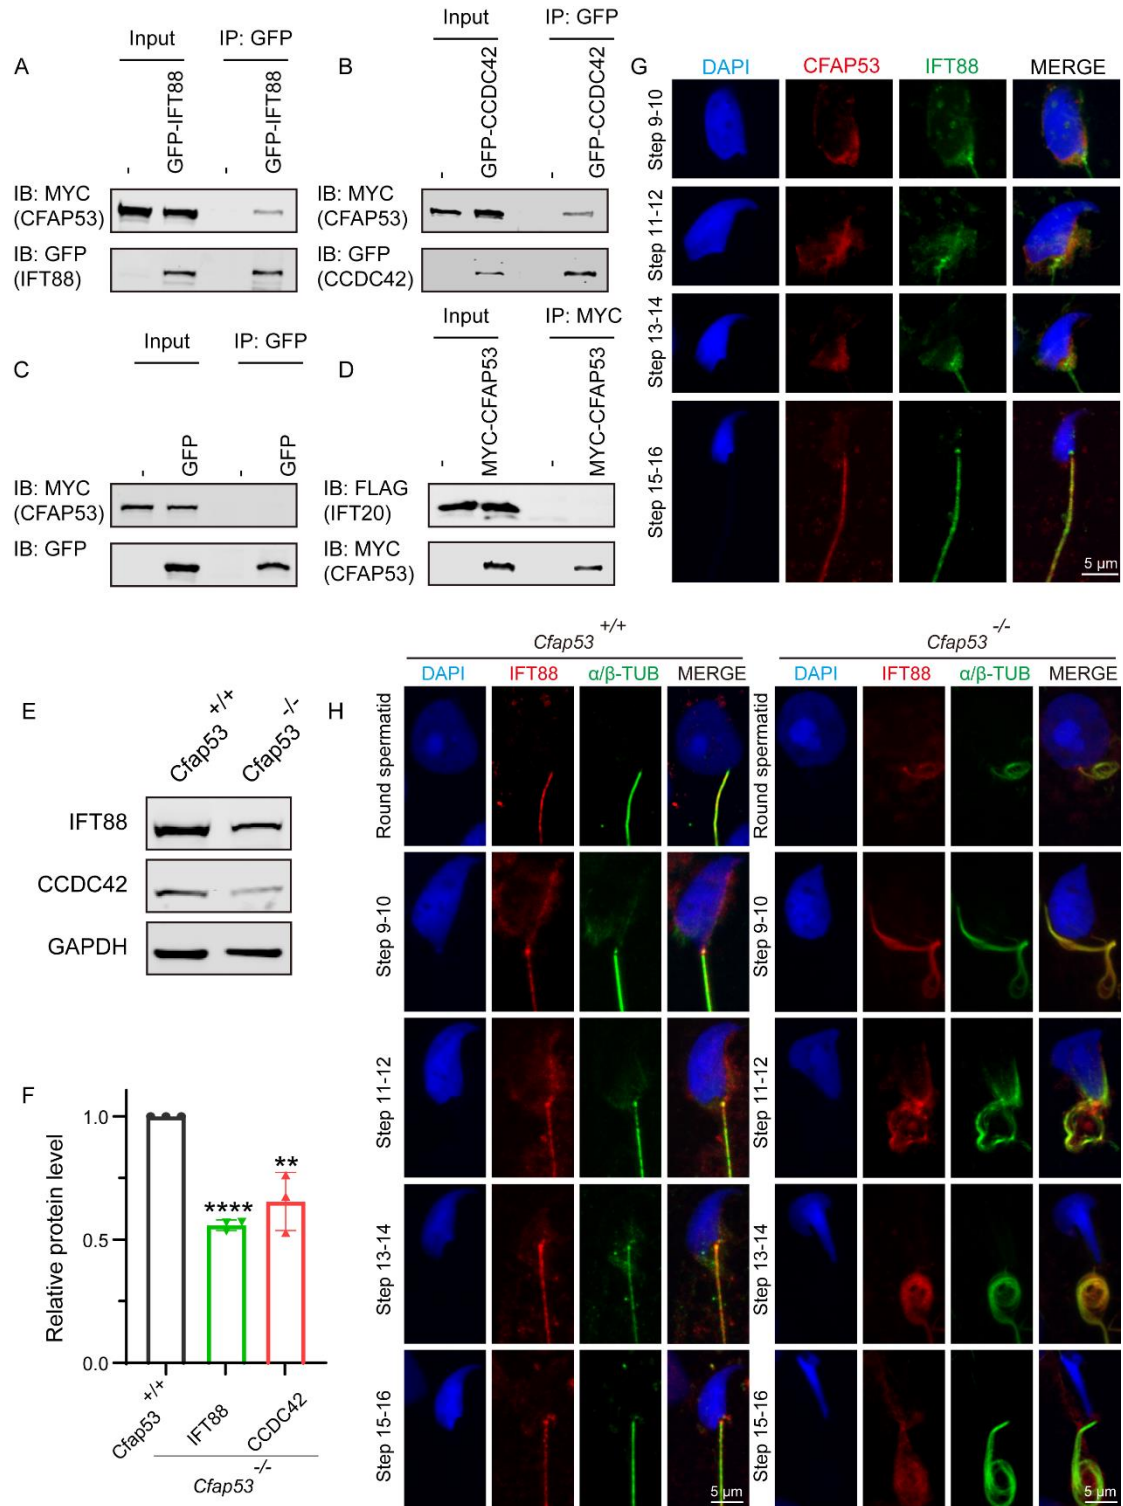 A
Input
IP: GFP
-
GFP-IFT88
-
GFP-IFT88
IB: MYC
(CFAP53)
IB: GFP
(IFT88)
B
Input
IP: GFP
-
GFP-CCDC42
-
GFP-CCDC42
IB: MYC
(CFAP53)
IB: GFP
(CCDC42)
C
Input
IP: GFP
-
GFP
-
GFP
IB: MYC
(CFAP53)
IB: GFP
D
Input
IP: MYC
-
MYC-CFAP53
-
MYC-CFAP53
IB: FLAG
(IFT20)
IB: MYC
(CFAP53)
G
DAPI CFAP53 IFT88 MERGE
Step 9-10
Step 11-12
Step 13-14
Step 15-16
5 µm
E
Cfap53 +/+
Cfap53 -/-
IFT88
CCDC42
GAPDH
F
Relative protein level
1.0
0.5
0.0
****
**
Cfap53 +/+
IFT88
CCDC42
Cfap53 -/-
H
Cfap53 +/+
Cfap53 -/-
DAPI IFT88 α/β-TUB MERGE
DAPI IFT88 α/β-TUB MERGE
Round spermatid
Round spermatid
Step 9-10
Step 9-10
Step 11-12
Step 11-12
Step 13-14
Step 13-14
Step 15-16
Step 15-16
5 µm
5 µm